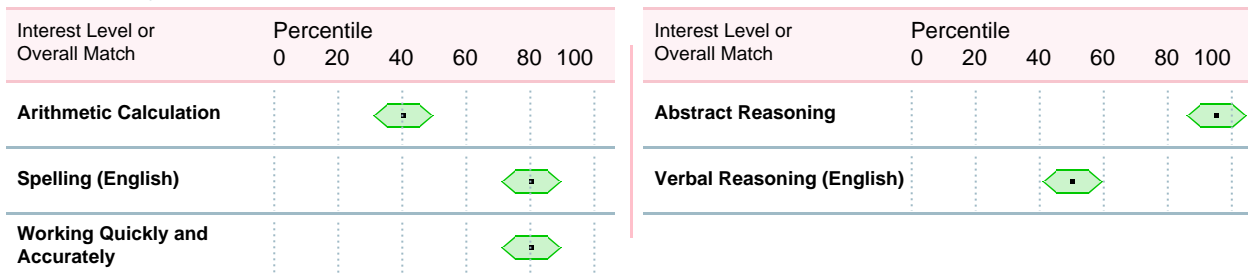 Interest Level or
Overall Match
Percentile
0 20 40 60 80 100
Arithmetic Calculation
Spelling (English)
Working Quickly and
Accurately
Interest Level or
Overall Match
Percentile
0 20 40 60 80 100
Abstract Reasoning
Verbal Reasoning (English)